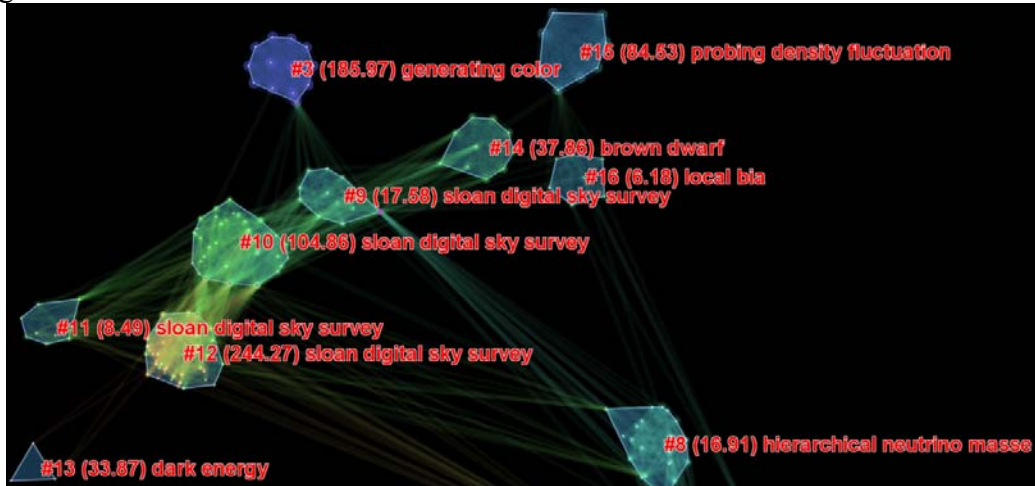 #15 (84.53) probing density fluctuation
#3 (185.97) generating color
#14 (37.86) brown dwarf
#16 (6.18) local bia
#9 (17.58) sloan digital sky survey
#10 (104.86) sloan digital sky survey
#11 (8.49) sloan digital sky survey
#12 (244.27) sloan digital sky survey
#8 (16.91) hierarchical neutrino masse
#13 (33.87) dark energy